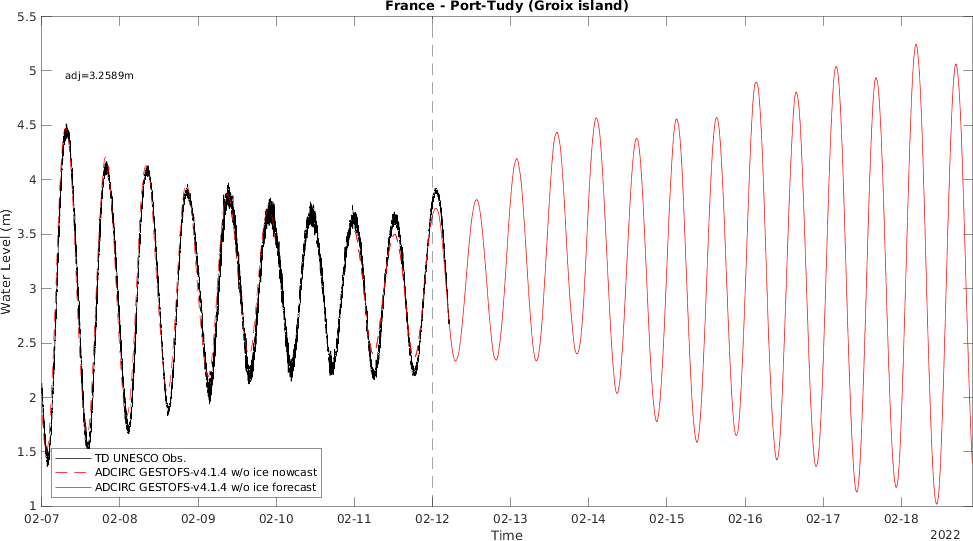 France - Port-Tudy (Groix island)
5.5
5
4.5
4
3.5
3
2.5
2
1.5
1
Water Level (m)
adj=3.2589m
TD UNESCO Obs.
ADCIRC GESTOFS-v4.1.4 w/o ice nowcast
ADCIRC GESTOFS-v4.1.4 w/o ice forecast
02-07 02-08 02-09 02-10 02-11 02-12 02-13 02-14 02-15 02-16 02-17 02-18
Time
2022